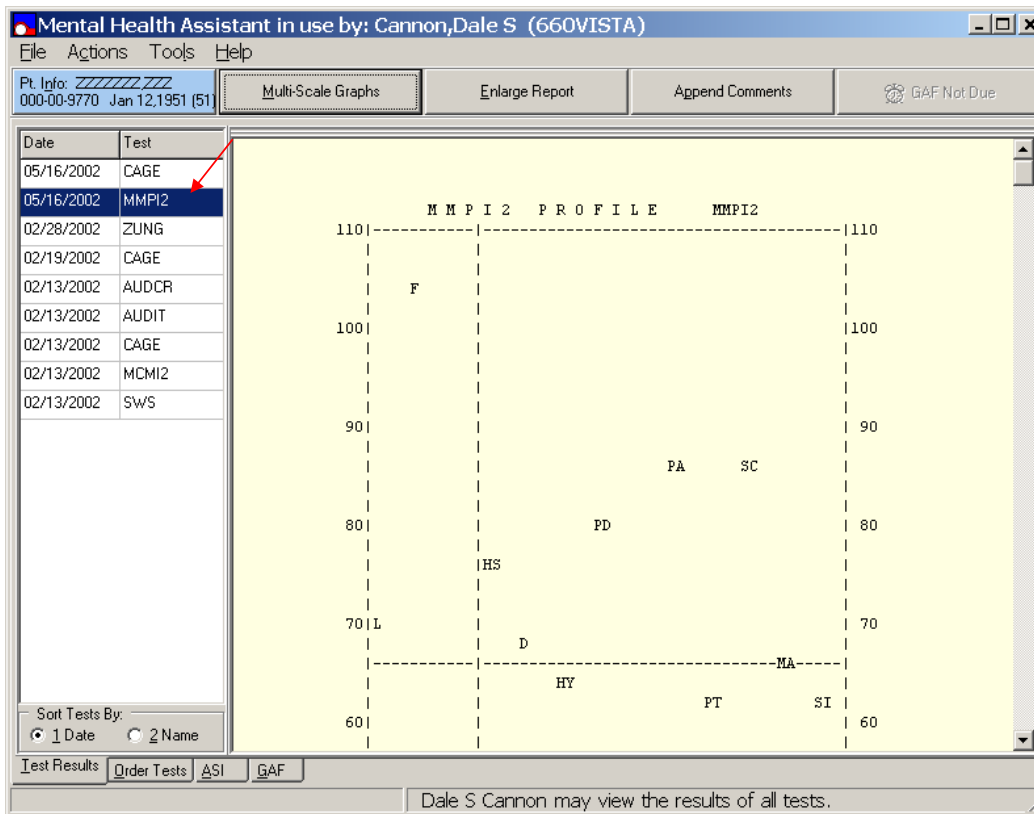 Mental Health Assistant in use by: Cannon,Dale S (660VISTA)
File Actions Tools Help
Pt. Info: ZZZZZZZZ,ZZZ
000-00-9770 Jan 12,1951 (51)
Multi-Scale Graphs
Enlarge Report
Append Comments
GAF Not Due
Date Test
05/16/2002 CAGE
05/16/2002 MMPI2
02/28/2002 ZUNG
02/19/2002 CAGE
02/13/2002 AUDCR
02/13/2002 AUDIT
02/13/2002 CAGE
02/13/2002 MCMI2
02/13/2002 SWS
Sort Tests By:
1 Date 2 Name
M M P I 2 P R O F I L E MMPI2
110|-----------|------------------------------------|110
F
100| |100
90| | 90
PA SC
80| PD | 80
|HS
70|L | 70
D
|-----------|-----------------------------MA-----|
HY
PT SI
60| | 60
Test Results Order Tests ASI GAF
Dale S Cannon may view the results of all tests.